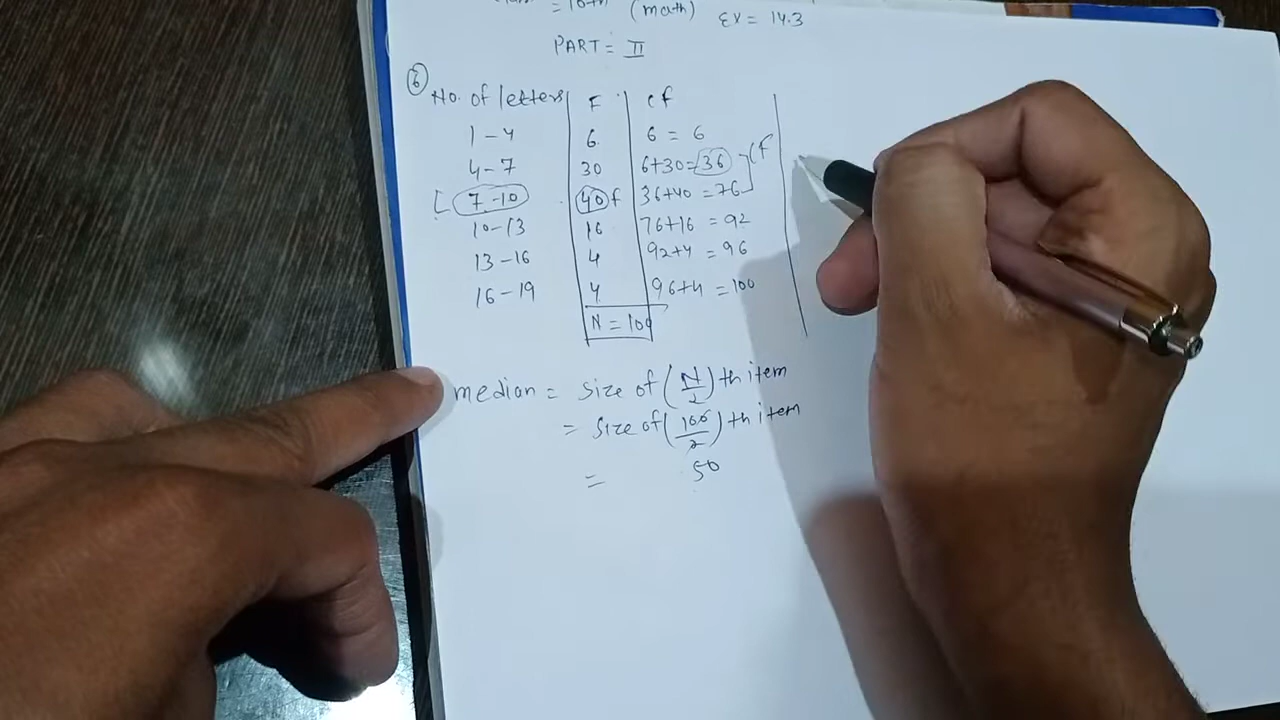 = 10th (math) EX = 14.3
PART = II
6 No. of letters F cf
1-4 6 6 = 6
4-7 30 6+30=36 cf
[ 7-10 40 f 36+40 =76
10-13 16 76+16 = 92
13-16 4 92+4 = 96
16-19 4 96+4 =100
N = 100
median = size of (N/2) th item
= size of (100/2) th item
= 50